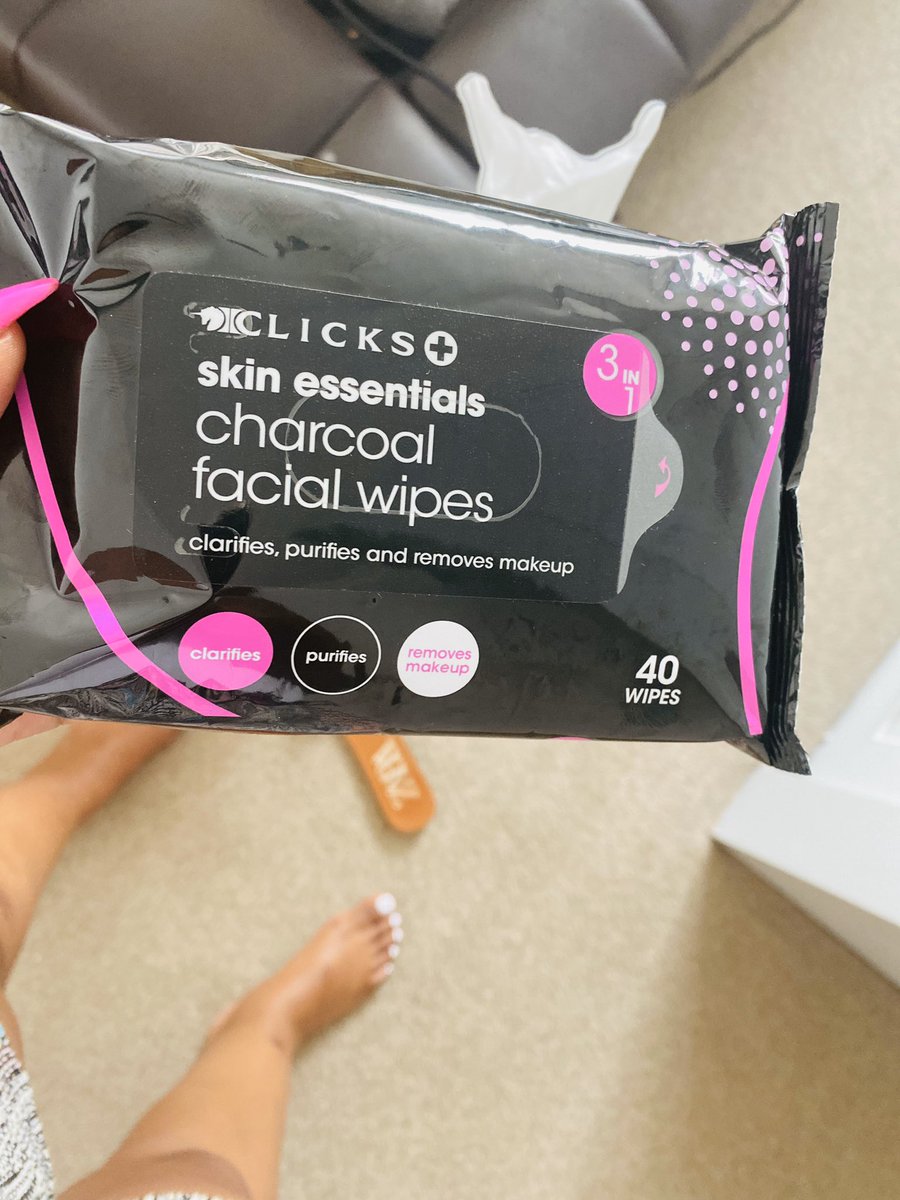 CLICKS
skin essentials
charcoal
facial wipes
clarifies, purifies and removes makeup
3 IN 1
clarifies
purifies
removes
makeup
40
WIPES